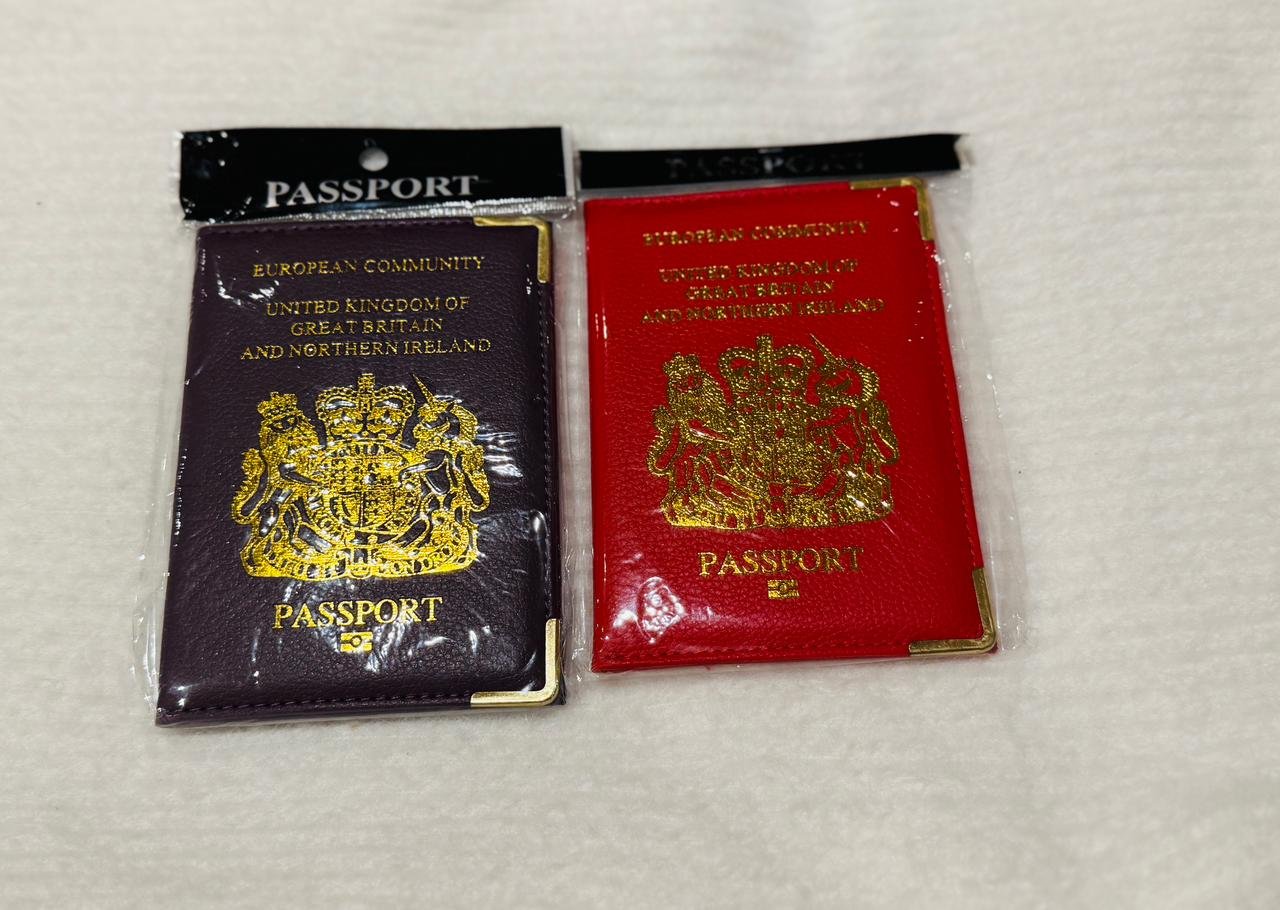 PASSPORT
EUROPEAN COMMUNITY
UNITED KINGDOM OF
GREAT BRITAIN
AND NORTHERN IRELAND
PASSPORT
PASSPORT
EUROPEAN COMMUNITY
UNITED KINGDOM OF
GREAT BRITAIN
AND NORTHERN IRELAND
PASSPORT